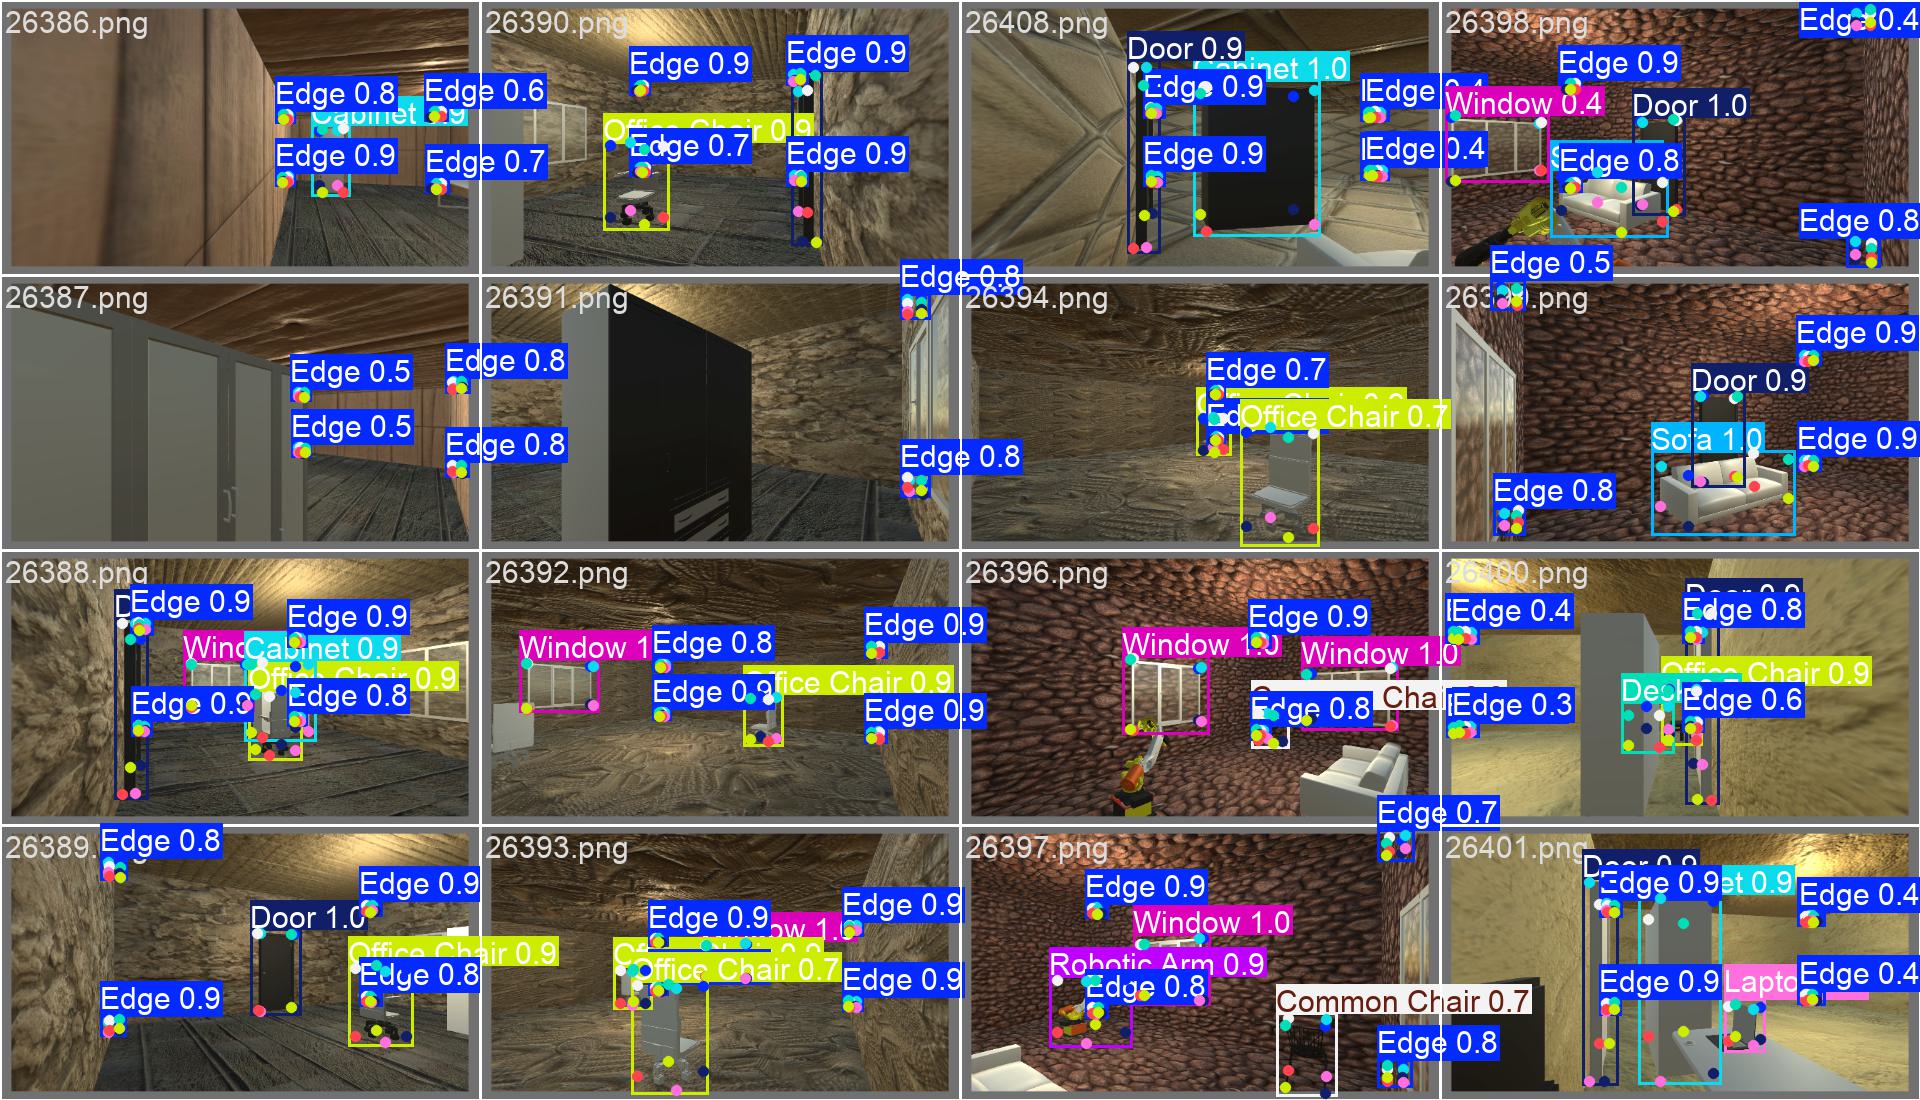 26386.png
Edge 0.8
Edge 0.6
Cabinet 0.9
Edge 0.9
Edge 0.7
26390.png
Edge 0.9
Edge 0.9
Office Chair 0.9
Edge 0.7
Edge 0.9
26408.png
Door 0.9
Cabinet 1.0
Edge 0.9
Edge 0.4
Edge 0.9
Edge 0.4
26398.png
Edge 0.4
Edge 0.9
Window 0.4
Door 1.0
Edge 0.8
Edge 0.8
26387.png
Edge 0.5
Edge 0.8
Edge 0.5
Edge 0.8
26391.png
Edge 0.8
Edge 0.8
26394.png
Edge 0.7
Office Chair 0.7
Edge 0.5
.png
Edge 0.9
Door 0.9
Sofa 1.0
Edge 0.9
Edge 0.8
26388.png
Edge 0.9
Edge 0.9
Cabinet 0.9
Office Chair 0.9
Edge 0.9
Edge 0.8
26392.png
Window 1
Edge 0.8
Edge 0.9
Office Chair 0.9
Edge 0.9
Edge 0.9
26396.png
Window 1.0
Edge 0.9
Window 1.0
Edge 0.8
26400.png
Door 0.9
Edge 0.4
Edge 0.8
Office Chair 0.9
Edge 0.3
Edge 0.6
26389.
Edge 0.8
Edge 0.9
Door 1.0
Office Chair 0.9
Edge 0.8
Edge 0.9
26393.png
Edge 0.9
Edge 0.9
Office Chair 0.7
Edge 0.9
26397.png
Edge 0.7
Edge 0.9
Window 1.0
Robotic Arm 0.9
Edge 0.8
Common Chair 0.7
Edge 0.8
26401.png
Door 0.9
Edge 0.9
et 0.9
Edge 0.4
Edge 0.9
Lapto
Edge 0.4